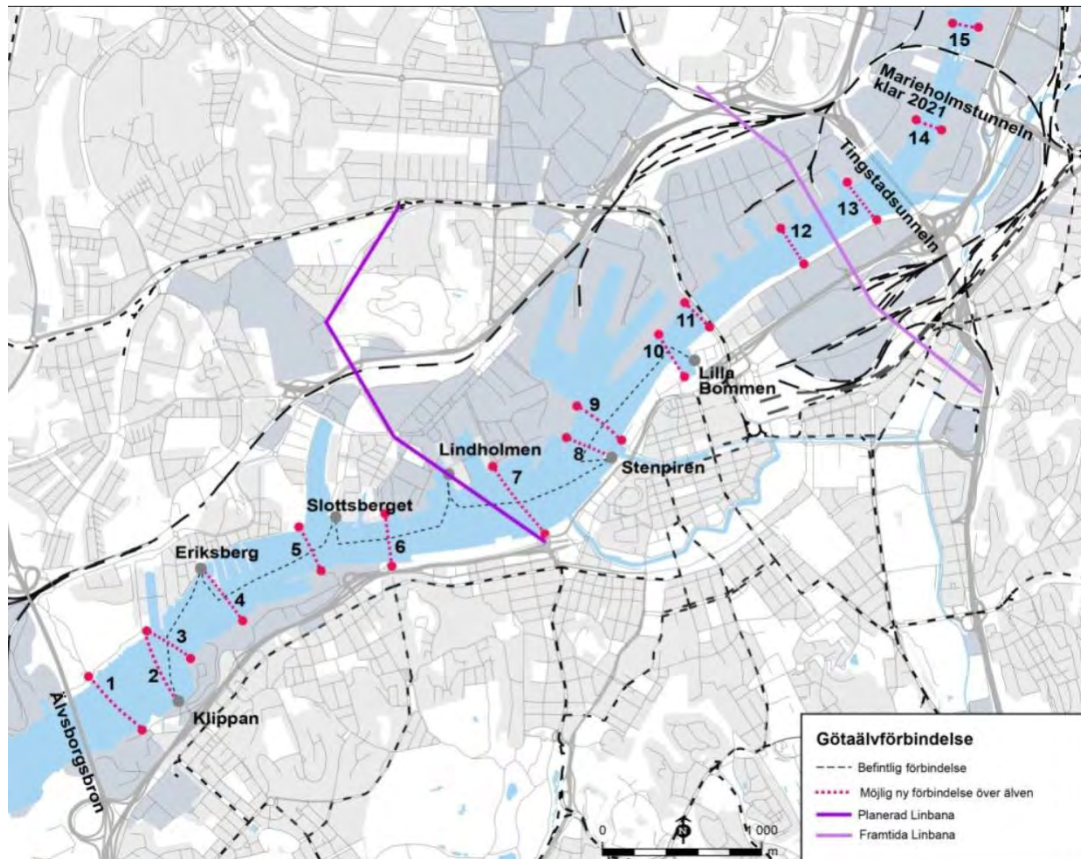 15
Marieholmstunneln
klar 2021
14
Tingstadsunneln
13
12
11
10
Lilla
Bommen
9
8
Stenpiren
Lindholmen
7
Slottsberget
6
5
Eriksberg
4
3
2
1
Klippan
Älvsborgsbron
Götaälvförbindelse
Befintlig förbindelse
Möjlig ny förbindelse över älven
Planerad Linbana
Framtida Linbana
N
0 1 000
m